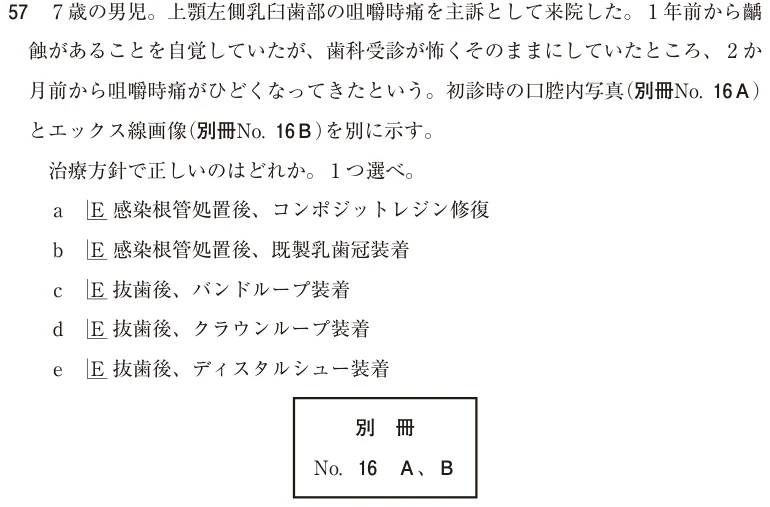 57　７歳の男児。上顎左側乳臼歯部の咀嚼時痛を主訴として来院した。１年前から齲
蝕があることを自覚していたが、歯科受診が怖くそのままにしていたところ、２か
月前から咀嚼時痛がひどくなってきたという。初診時の口腔内写真(別冊No. 16 A)
とエックス線画像(別冊No. 16 B)を別に示す。
治療方針で正しいのはどれか。１つ選べ。
a　|E 感染根管処置後、コンポジットレジン修復
b　|E 感染根管処置後、既製乳歯冠装着
c　|E 抜歯後、バンドループ装着
d　|E 抜歯後、クラウンループ装着
e　|E 抜歯後、ディスタルシュー装着
別　冊
No. 16　A、B